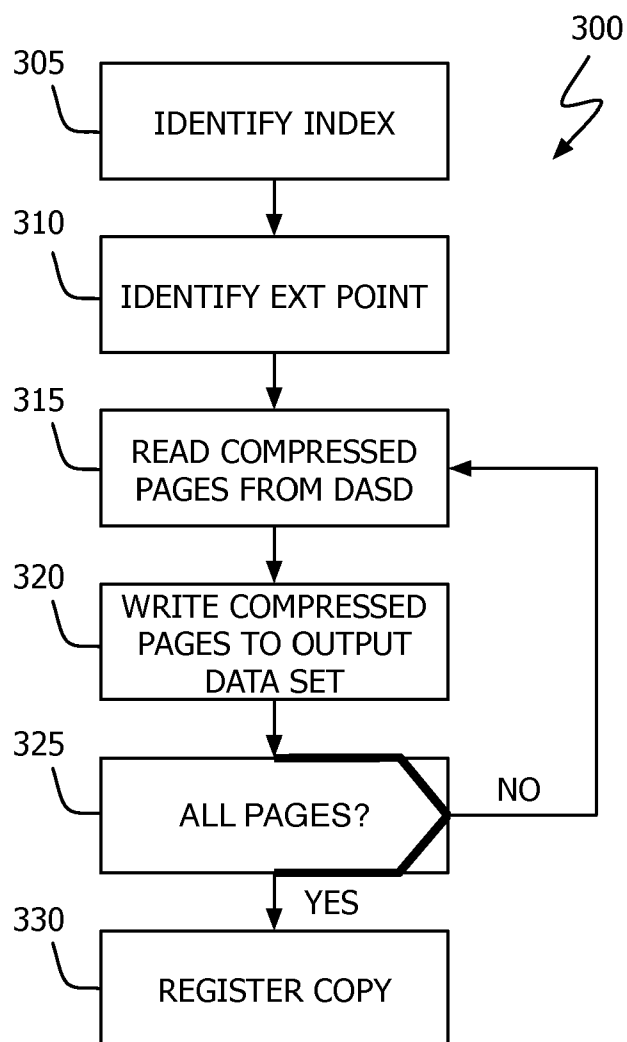 300
305
IDENTIFY INDEX
310
IDENTIFY EXT POINT
315
READ COMPRESSED
PAGES FROM DASD
320
WRITE COMPRESSED
PAGES TO OUTPUT
DATA SET
325
ALL PAGES?
NO
YES
330
REGISTER COPY